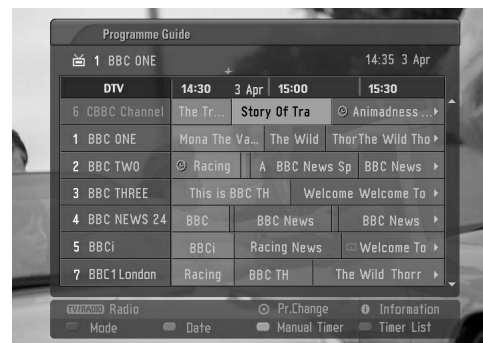 Programme Guide
1 BBC ONE 14:35 3 Apr
DTV 14:30 3 Apr 15:00 15:30
6 CBBC Channel The Tr... Story Of Tra Animadness ...
1 BBC ONE Mona The Va... The Wild Thor The Wild Tho
2 BBC TWO Racing A BBC News Sp BBC News
3 BBC THREE This is BBC TH Welcome Welcome To
4 BBC NEWS 24 BBC BBC News BBC News
5 BBCi BBCi Racing News Welcome To
7 BBC1 London Racing BBC TH The Wild Thorr
TV/RADIO Radio Pr.Change Information
Mode Date Manual Timer Timer List